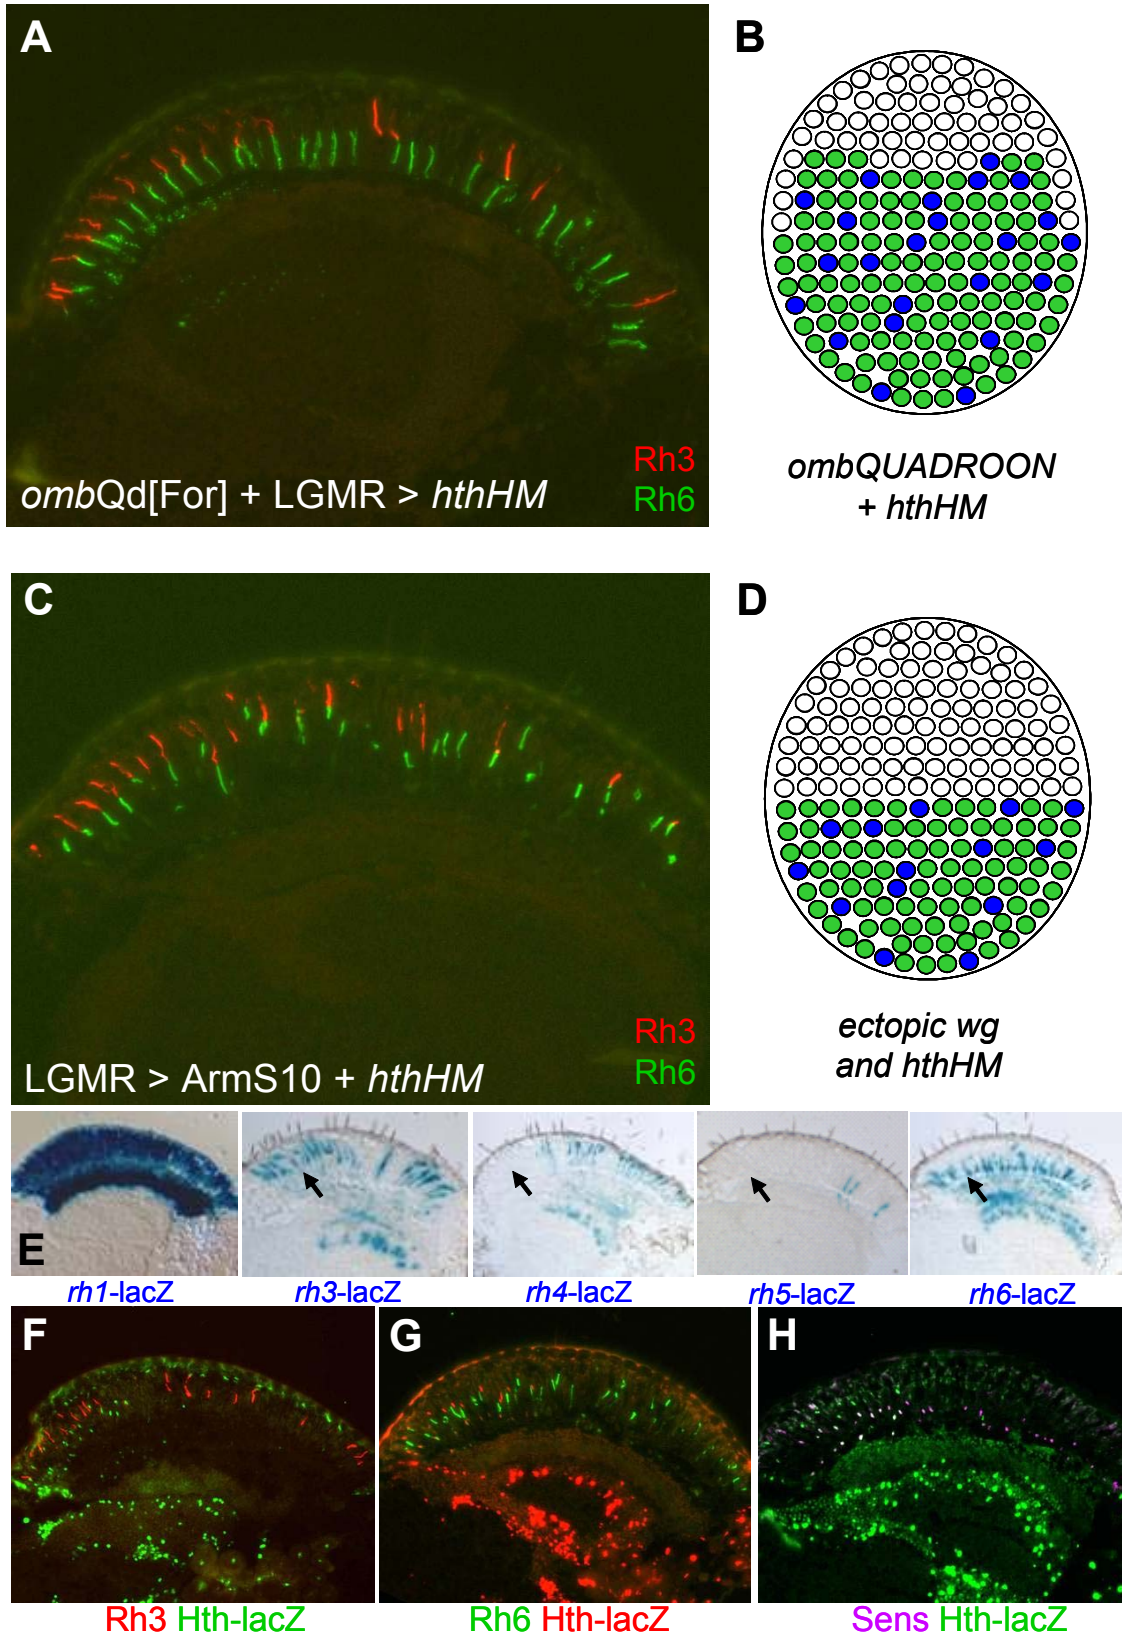 A
B
Rh3
Rh6
ombQd[For] + LGMR > hthHM
ombQUADROON
+ hthHM
C
D
Rh3
Rh6
LGMR > ArmS10 + hthHM
ectopic wg
and hthHM
E
rh1-lacZ
rh3-lacZ
rh4-lacZ
rh5-lacZ
rh6-lacZ
F
G
H
Rh3 Hth-lacZ
Rh6 Hth-lacZ
Sens Hth-lacZ